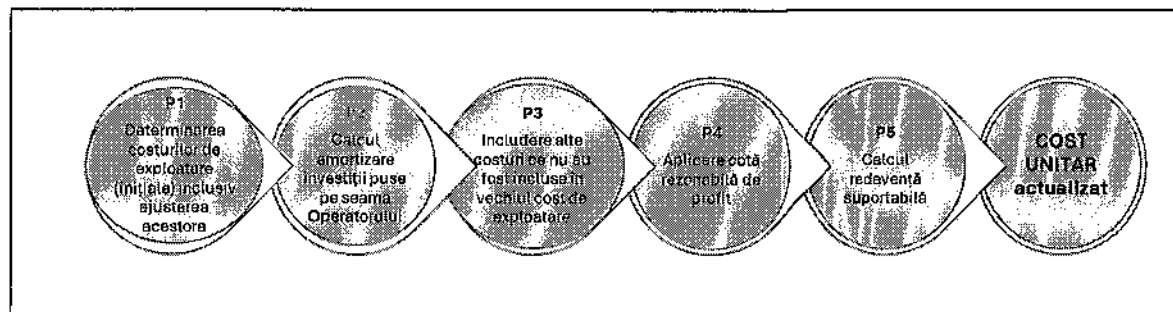 P1
Determinarea
costurilor de
exploatare
(inițiale) inclusiv
ajustarea
acestora
P2
Calcul
amortizare
investiții puse
pe seama
Operatorului
P3
Includere alte
costuri ce nu au
fost incluse în
vechiul cost de
exploatare
P4
Aplicare cotă
rezonabilă de
profit
P5
Calcul
redevență
suportabilă
COST
UNITAR
actualizat